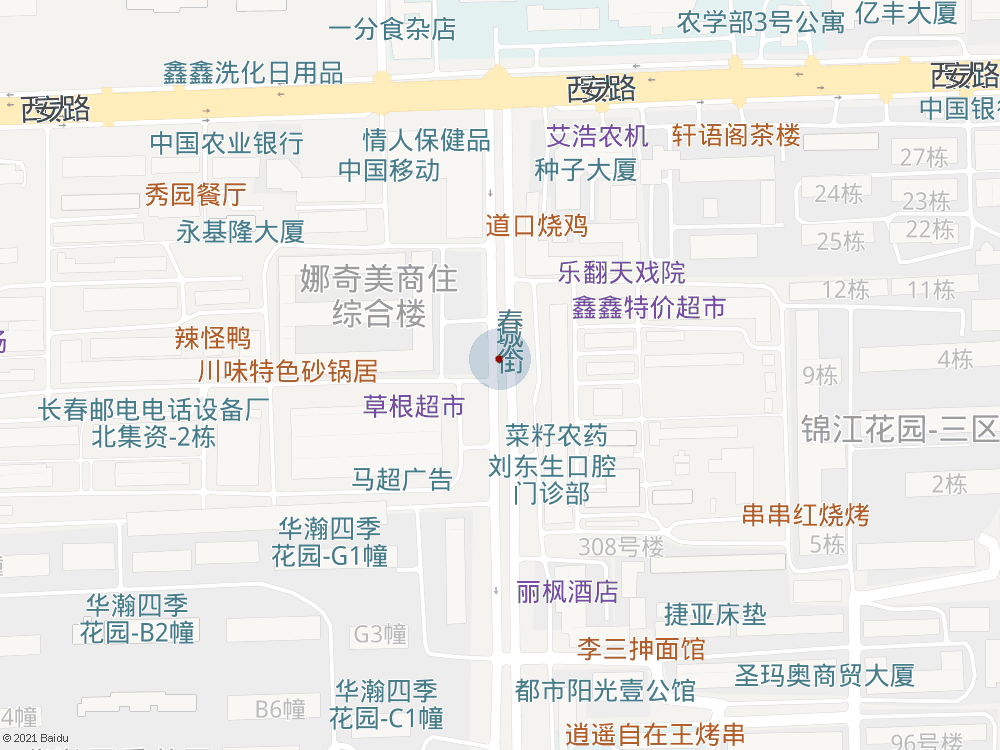 一分食杂店
农学部3号公寓
亿丰大厦
鑫鑫洗化日用品
西安路
西安路
西安路
中国农业银行
情人保健品
艾浩农机
轩语阁茶楼
中国银
中国移动
种子大厦
27栋
秀园餐厅
24栋
23栋
永基隆大厦
道口烧鸡
25栋
22栋
娜奇美商住
综合楼
乐翻天戏院
鑫鑫特价超市
12栋
11栋
春城街
辣怪鸭
川味特色砂锅居
9栋
4栋
长春邮电电话设备厂
北集资-2栋
草根超市
菜籽农药
锦江花园-三区
马超广告
刘东生口腔
门诊部
2栋
华瀚四季
花园-G1幢
串串红烧烤
308号楼
5栋
华瀚四季
花园-B2幢
丽枫酒店
捷亚床垫
G3幢
李三抻面馆
圣玛奥商贸大厦
华瀚四季
花园-C1幢
都市阳光壹公馆
B6幢
4幢
逍遥自在王烤串
96号楼
© 2021 Baidu